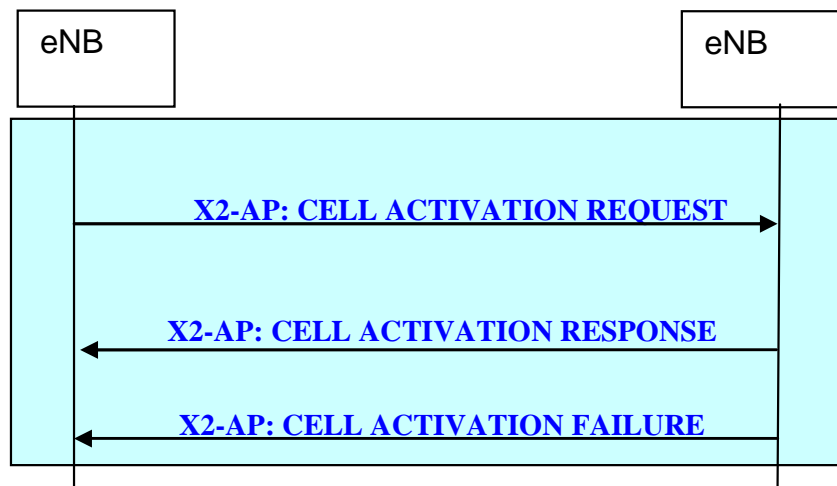 eNB
eNB
X2-AP: CELL ACTIVATION REQUEST
X2-AP: CELL ACTIVATION RESPONSE
X2-AP: CELL ACTIVATION FAILURE